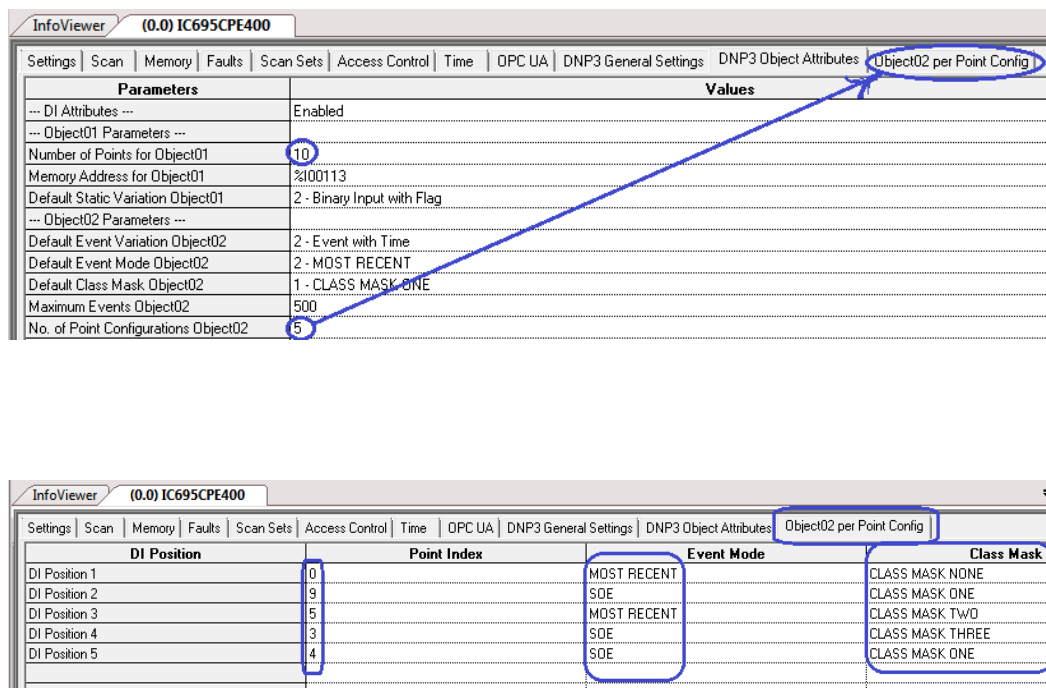 InfoViewer (0.0) IC695CPE400
Settings Scan Memory Faults Scan Sets Access Control Time OPC UA DNP3 General Settings DNP3 Object Attributes Object02 per Point Config
Parameters Values
--- DI Attributes --- Enabled
--- Object01 Parameters ---
Number of Points for Object01 10
Memory Address for Object01 %I00113
Default Static Variation Object01 2 - Binary Input with Flag
--- Object02 Parameters ---
Default Event Variation Object02 2 - Event with Time
Default Event Mode Object02 2 - MOST RECENT
Default Class Mask Object02 1 - CLASS MASK ONE
Maximum Events Object02 500
No. of Point Configurations Object02 5
InfoViewer (0.0) IC695CPE400
Settings Scan Memory Faults Scan Sets Access Control Time OPC UA DNP3 General Settings DNP3 Object Attributes Object02 per Point Config
DI Position Point Index Event Mode Class Mask
DI Position 1 0 MOST RECENT CLASS MASK NONE
DI Position 2 9 SOE CLASS MASK ONE
DI Position 3 5 MOST RECENT CLASS MASK TWO
DI Position 4 3 SOE CLASS MASK THREE
DI Position 5 4 SOE CLASS MASK ONE